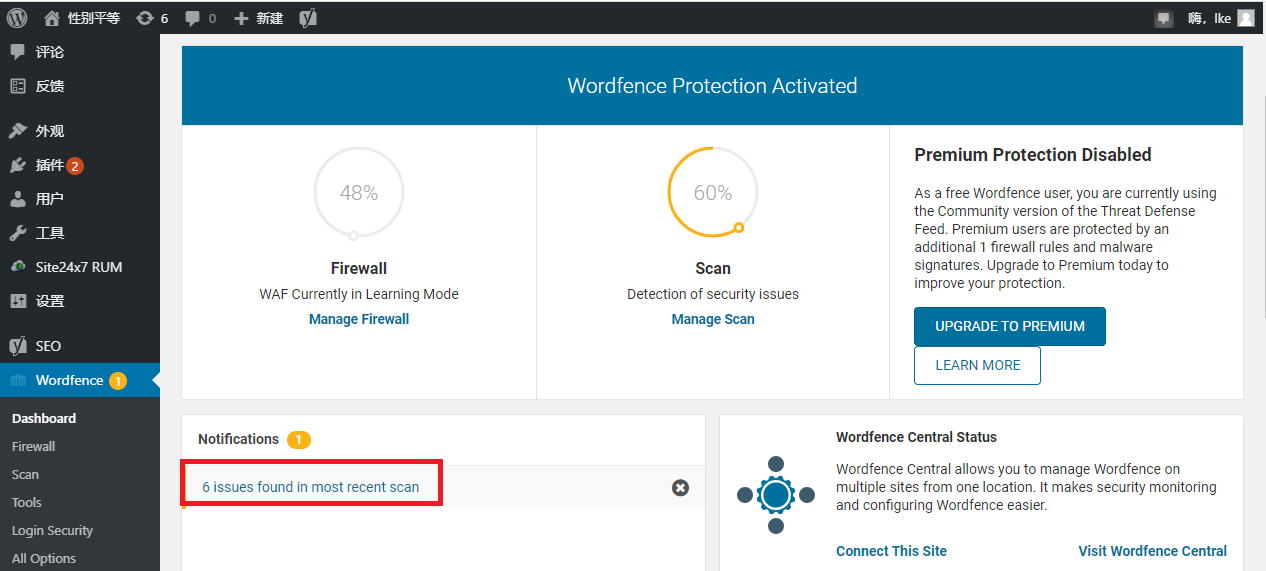 性别平等 6 0 新建 嗨，Ike
评论
反馈
外观
插件 2
用户
工具
Site24x7 RUM
设置
SEO
Wordfence 1
Dashboard
Firewall
Scan
Tools
Login Security
All Options
Wordfence Protection Activated
48%
Firewall
WAF Currently in Learning Mode
Manage Firewall
60%
Scan
Detection of security issues
Manage Scan
Premium Protection Disabled
As a free Wordfence user, you are currently using
the Community version of the Threat Defense
Feed. Premium users are protected by an
additional 1 firewall rules and malware
signatures. Upgrade to Premium today to
improve your protection.
UPGRADE TO PREMIUM
LEARN MORE
Notifications 1
6 issues found in most recent scan
Wordfence Central Status
Wordfence Central allows you to manage Wordfence on
multiple sites from one location. It makes security monitoring
and configuring Wordfence easier.
Connect This Site
Visit Wordfence Central